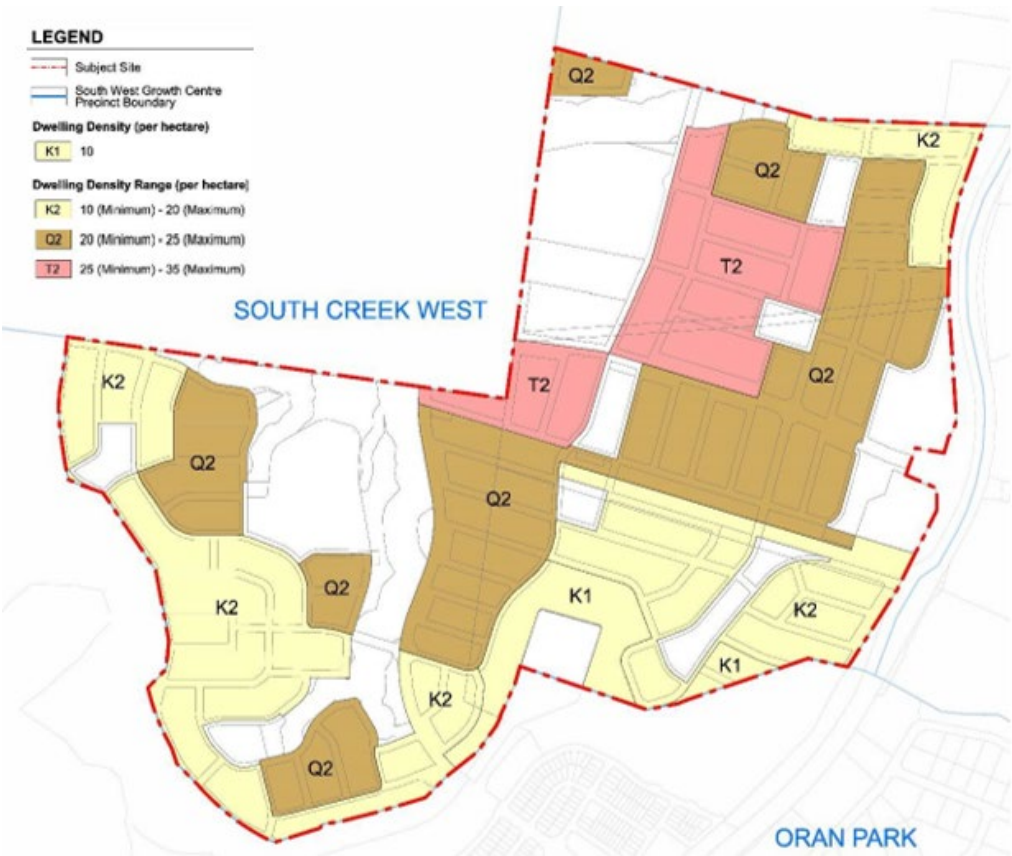 LEGEND
Subject Site
South West Growth Centre
Precinct Boundary
Dwelling Density (per hectare)
K1 10
Dwelling Density Range (per hectare)
K2 10 (Minimum) - 20 (Maximum)
Q2 20 (Minimum) - 25 (Maximum)
T2 25 (Minimum) - 35 (Maximum)
Q2
K2
Q2
T2
SOUTH CREEK WEST
Q2
K2
T2
Q2
Q2
Q2
K1
K2
K2
K1
K2
Q2
ORAN PARK